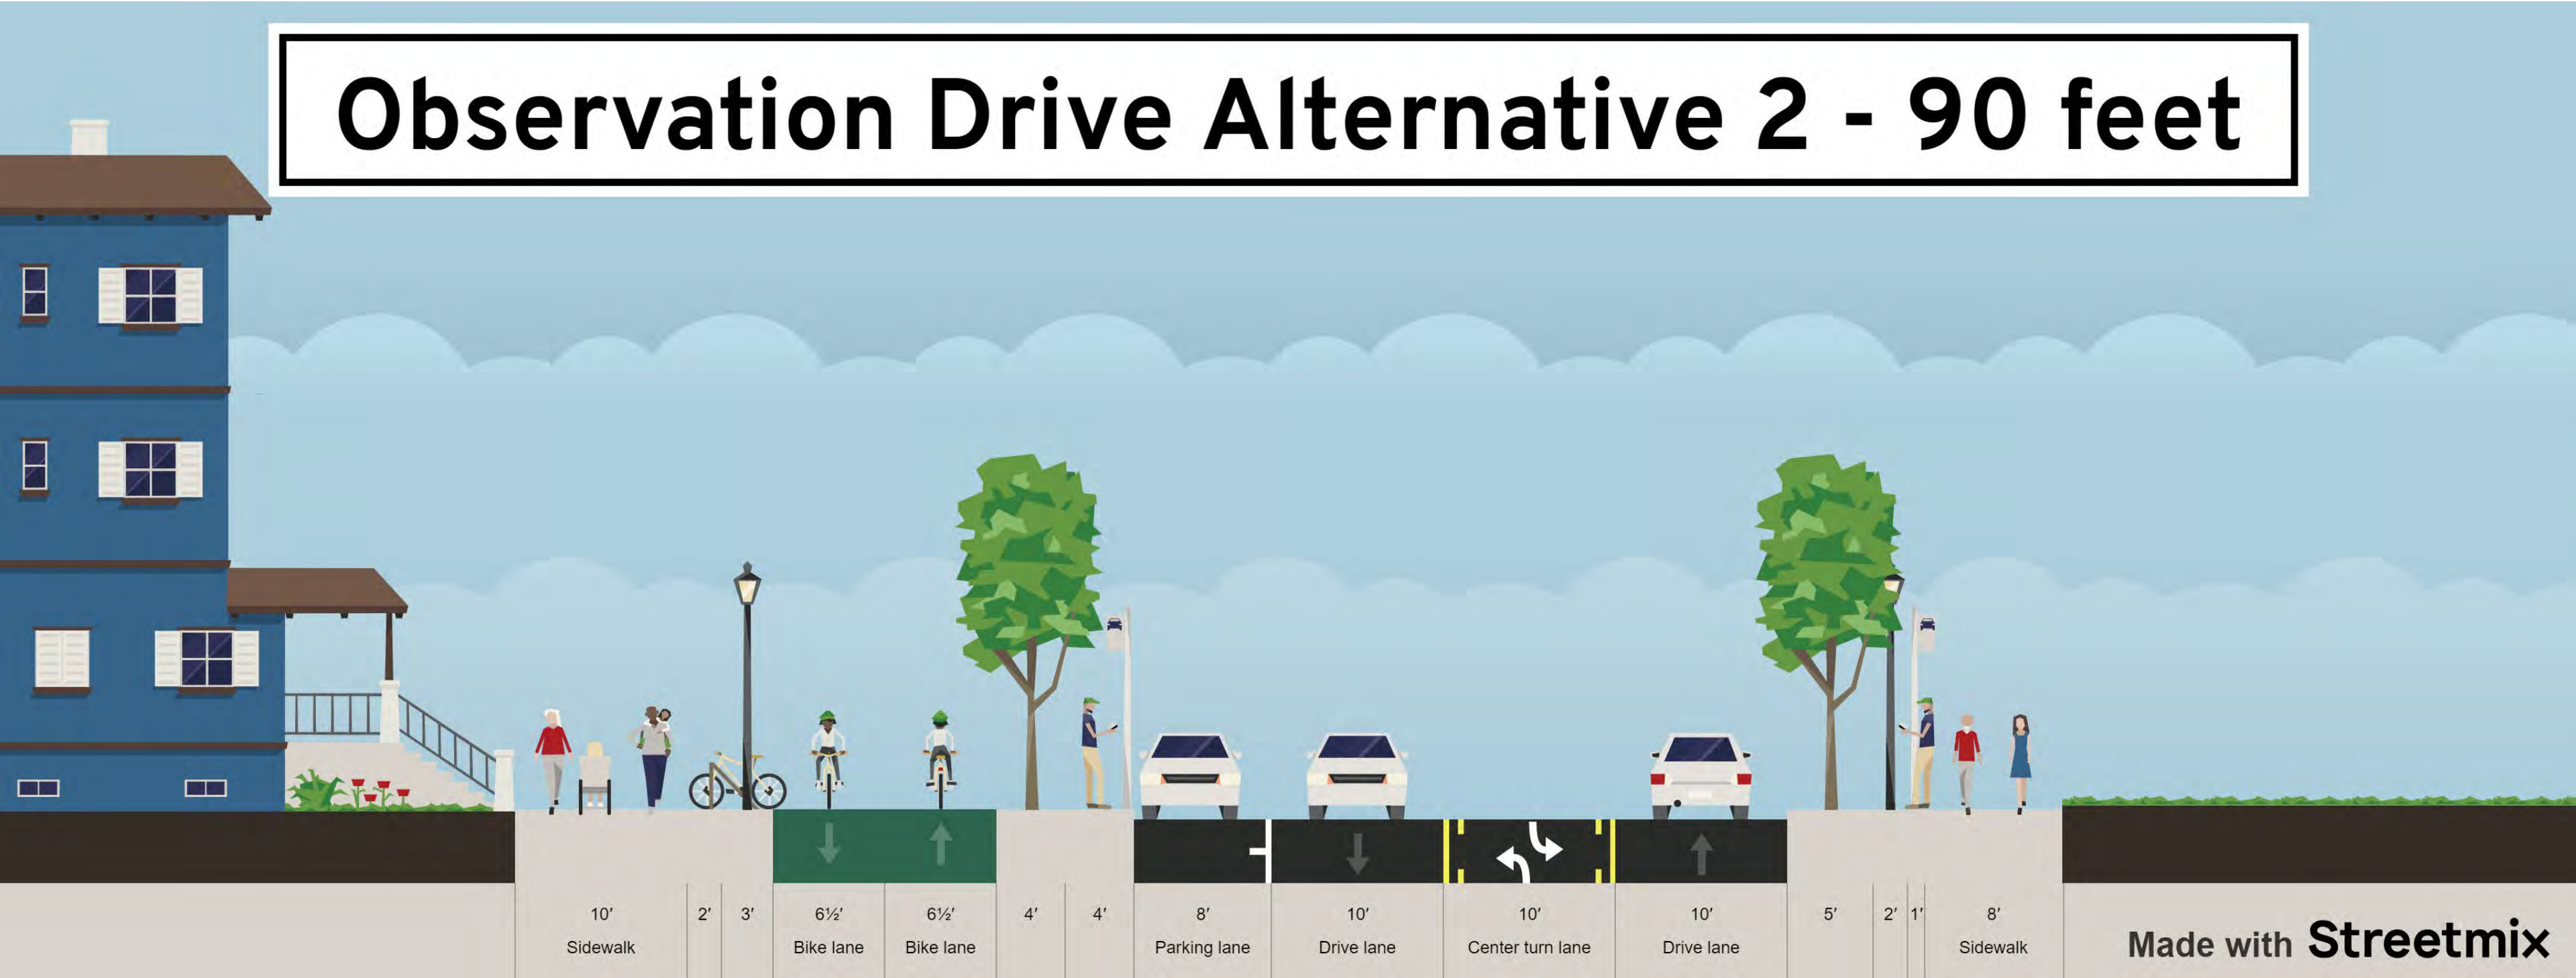 Observation Drive Alternative 2 - 90 feet
10' 2' 3' 6½' 6½' 4' 4' 8' 10' 10' 10' 5' 2' 1' 8'
Sidewalk Bike lane Bike lane Parking lane Drive lane Center turn lane Drive lane Sidewalk
Made with Streetmix